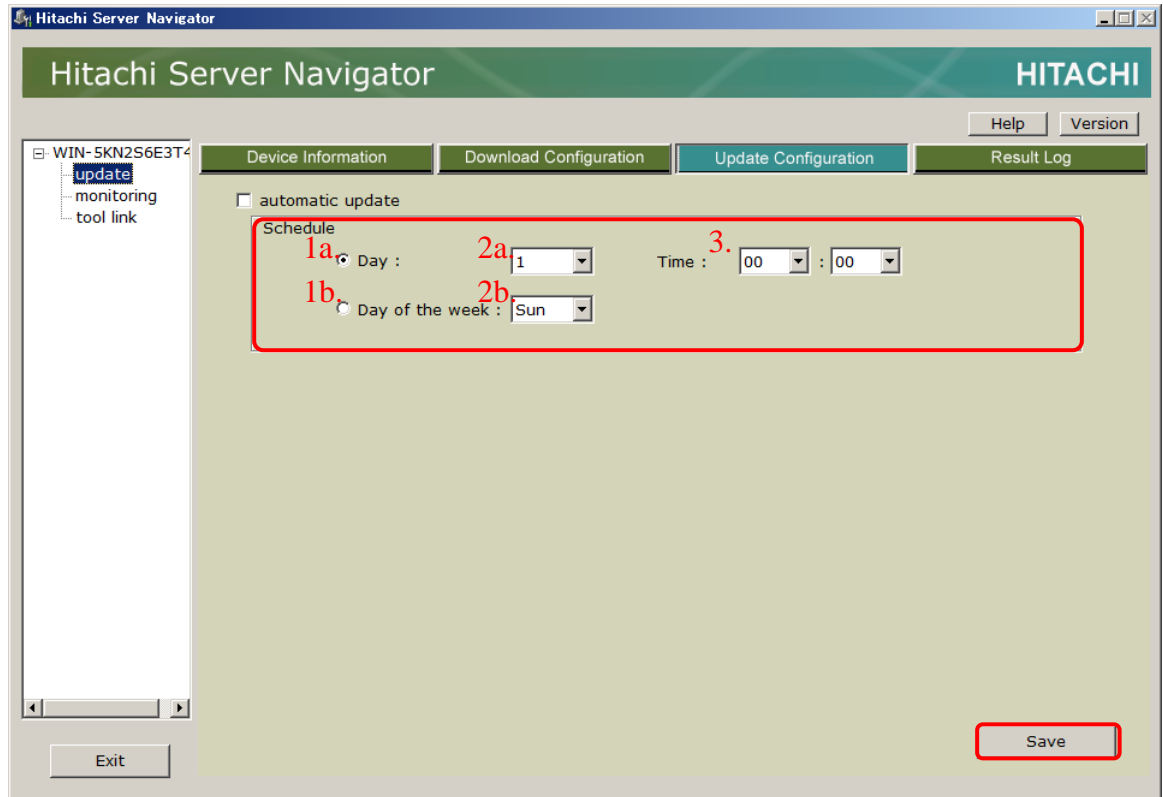 Hitachi Server Navigator
Hitachi Server Navigator HITACHI
Help Version
WIN-5KN2S6E3T4
update
monitoring
tool link
Device Information Download Configuration Update Configuration Result Log
automatic update
Schedule
1a. Day : 2a. 1 Time : 3. 00 : 00
1b. Day of the week : 2b. Sun
Save
Exit